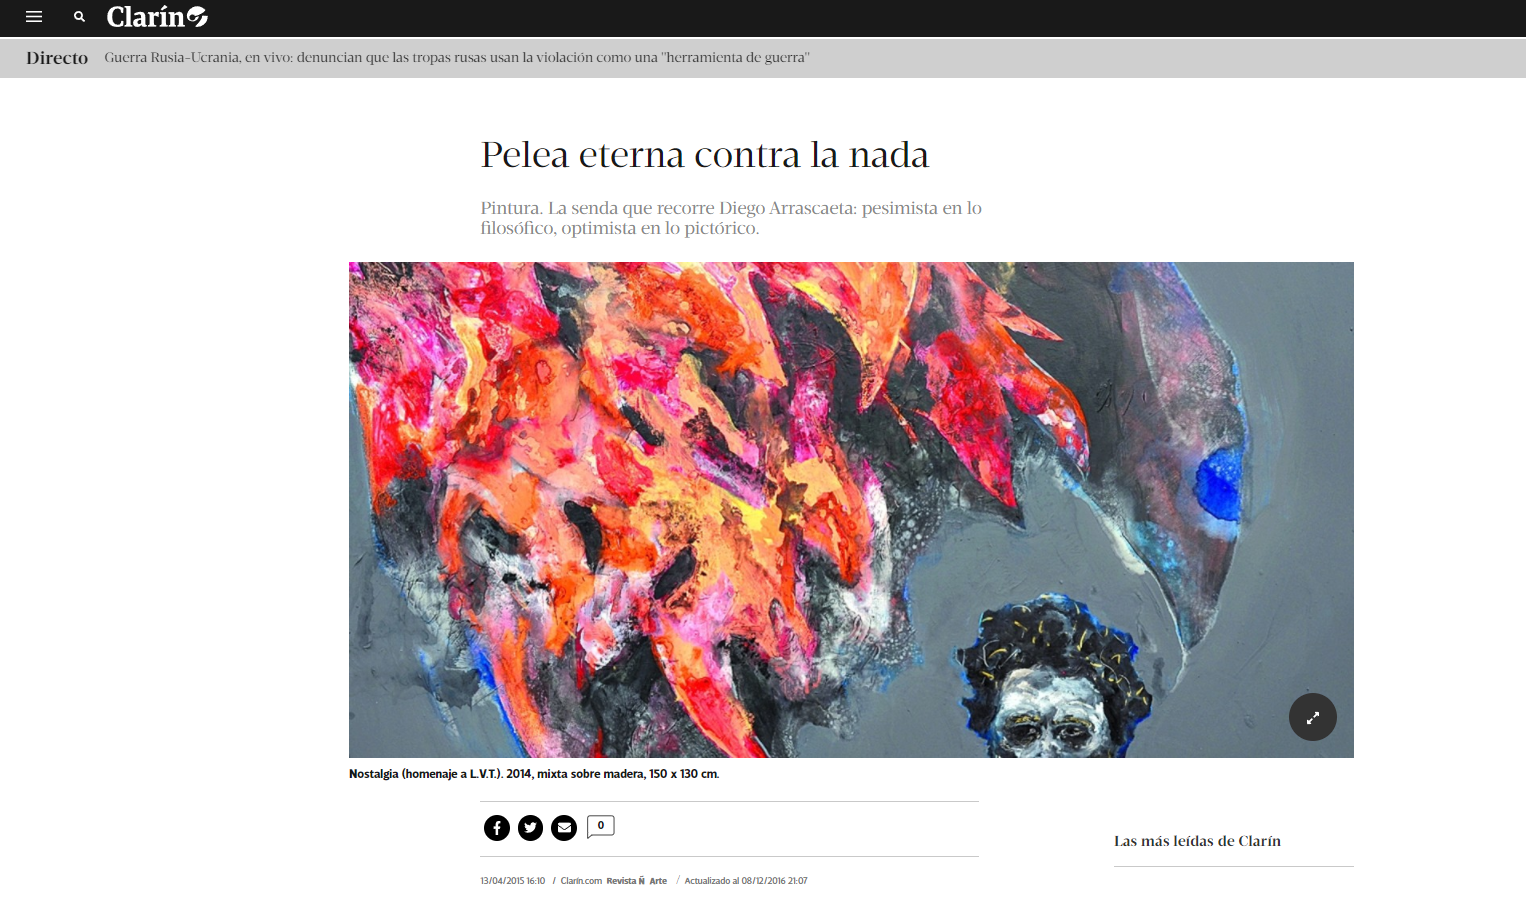 Clarín
Directo Guerra Rusia-Ucrania, en vivo: denuncian que las tropas rusas usan la violación como una "herramienta de guerra"
Pelea eterna contra la nada
Pintura. La senda que recorre Diego Arrascaeta: pesimista en lo
filosófico, optimista en lo pictórico.
Nostalgia (homenaje a L.V.T.). 2014, mixta sobre madera, 150 x 130 cm.
0
Las más leídas de Clarín
13/04/2015 16:10 / Clarín.com Revista Ñ Arte / Actualizado al 08/12/2016 21:07